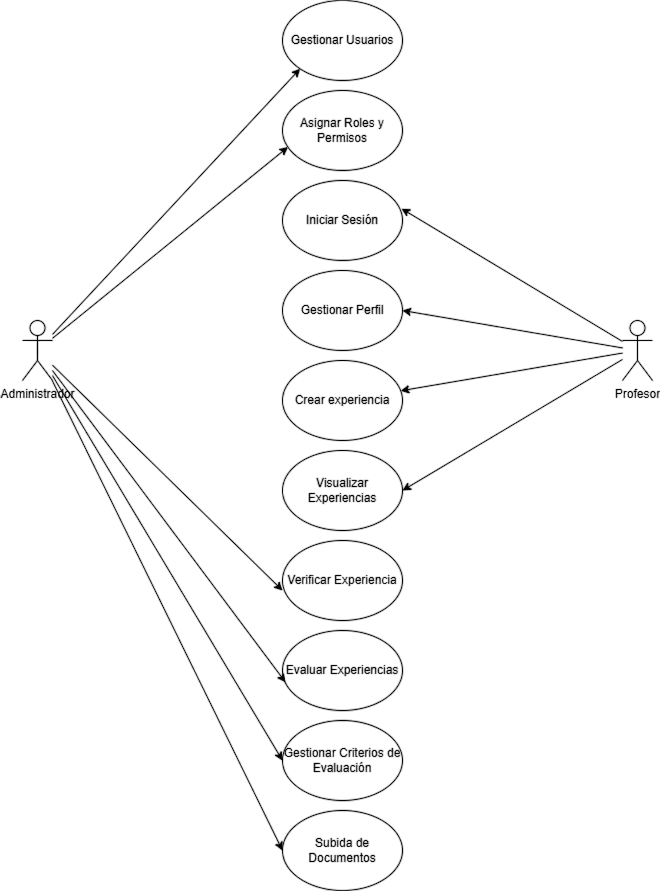 Gestionar Usuarios
Asignar Roles y
Permisos
Iniciar Sesión
Gestionar Perfil
Administrador
Profesor
Crear experiencia
Visualizar
Experiencias
Verificar Experiencia
Evaluar Experiencias
Gestionar Criterios de
Evaluación
Subida de
Documentos